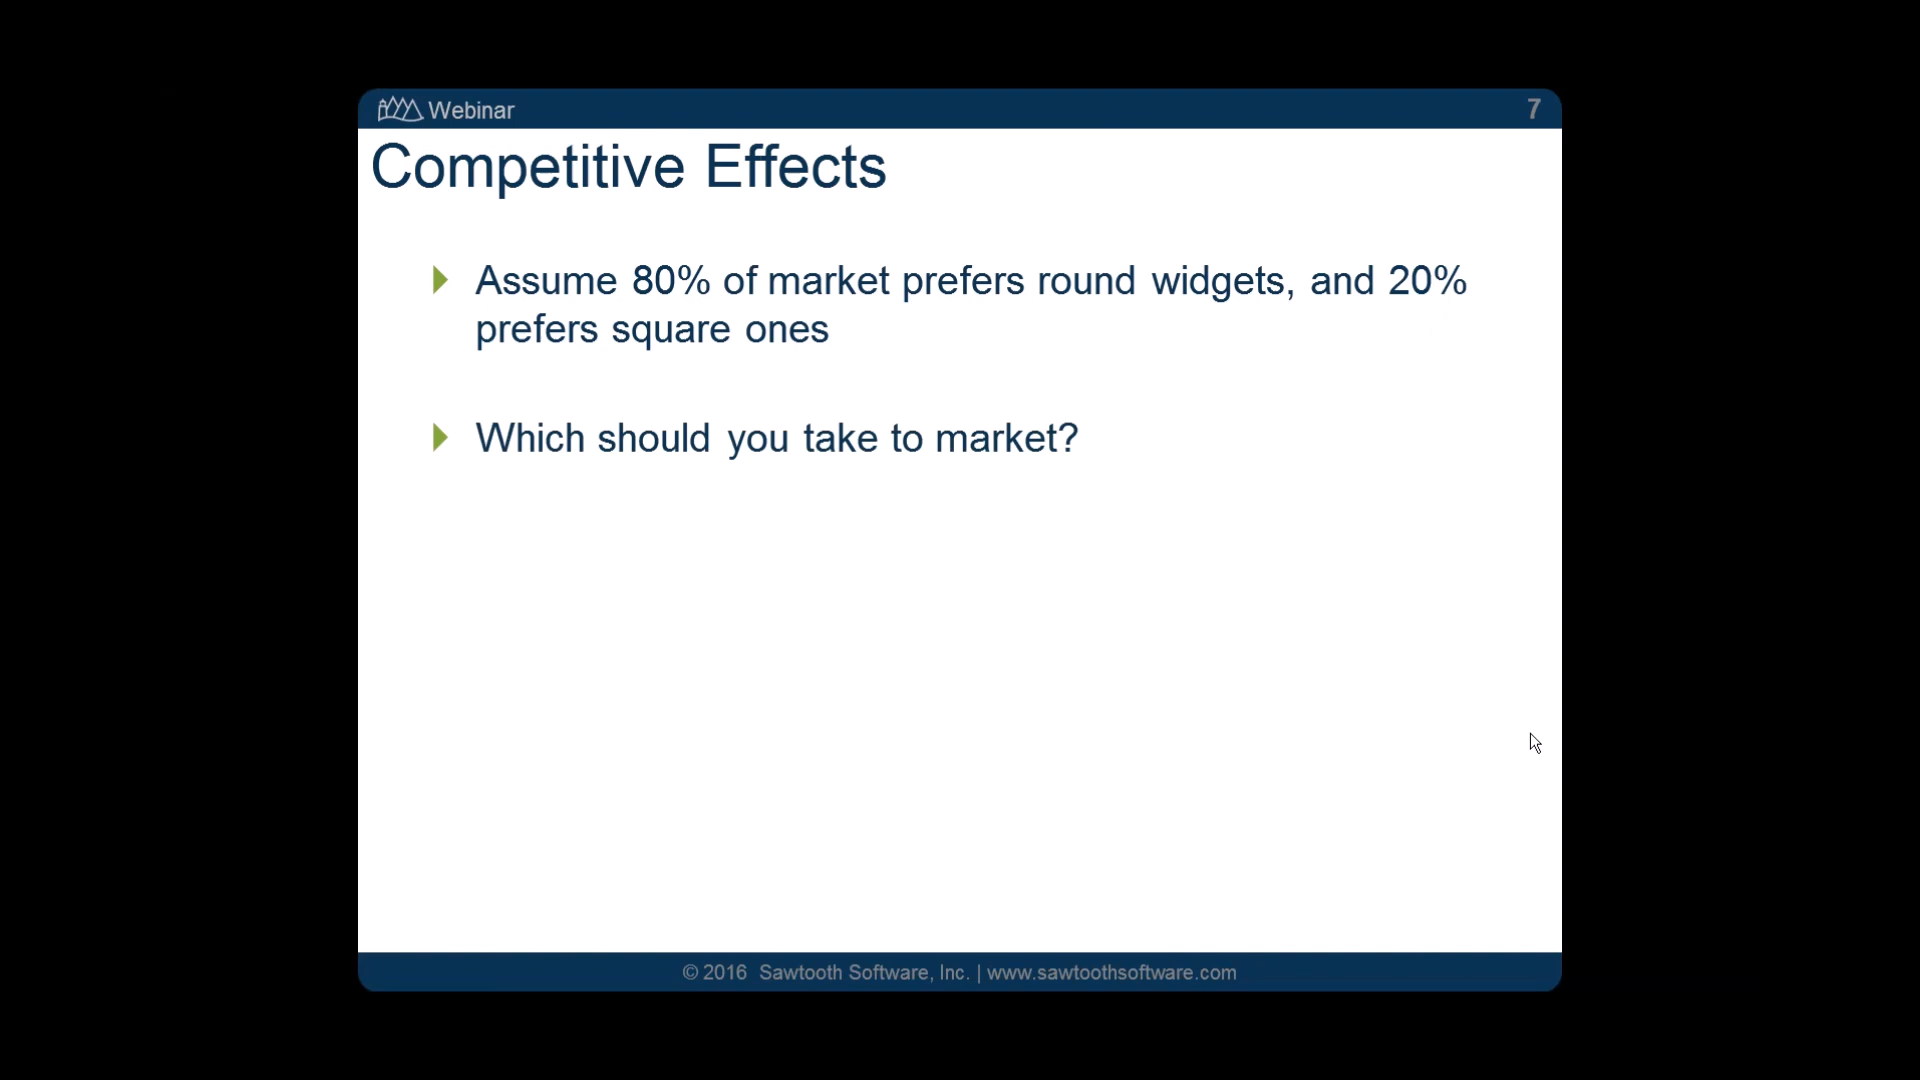 Webinar
7
Competitive Effects
Assume 80% of market prefers round widgets, and 20%
prefers square ones
Which should you take to market?
© 2016 Sawtooth Software, Inc. | www.sawtoothsoftware.com